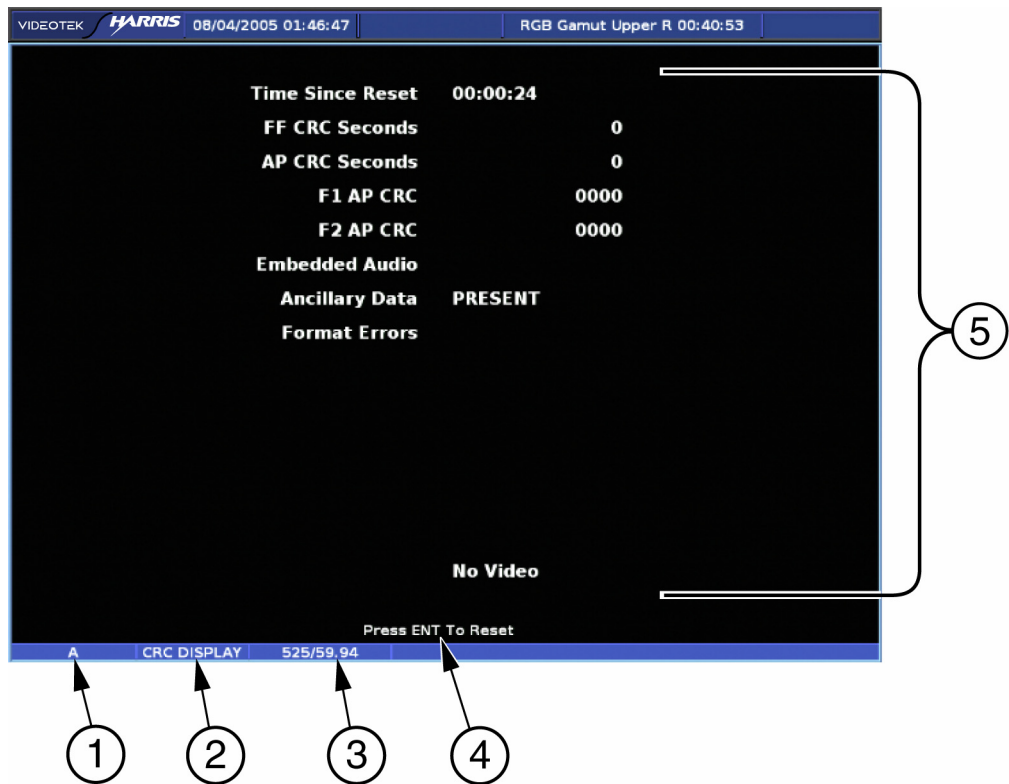 VIDEOTEK HARRIS 08/04/2005 01:46:47 RGB Gamut Upper R 00:40:53
Time Since Reset 00:00:24
FF CRC Seconds 0
AP CRC Seconds 0
F1 AP CRC 0000
F2 AP CRC 0000
Embedded Audio
Ancillary Data PRESENT
Format Errors
5
No Video
Press ENT To Reset
A CRC DISPLAY 525/59.94
1 2 3 4